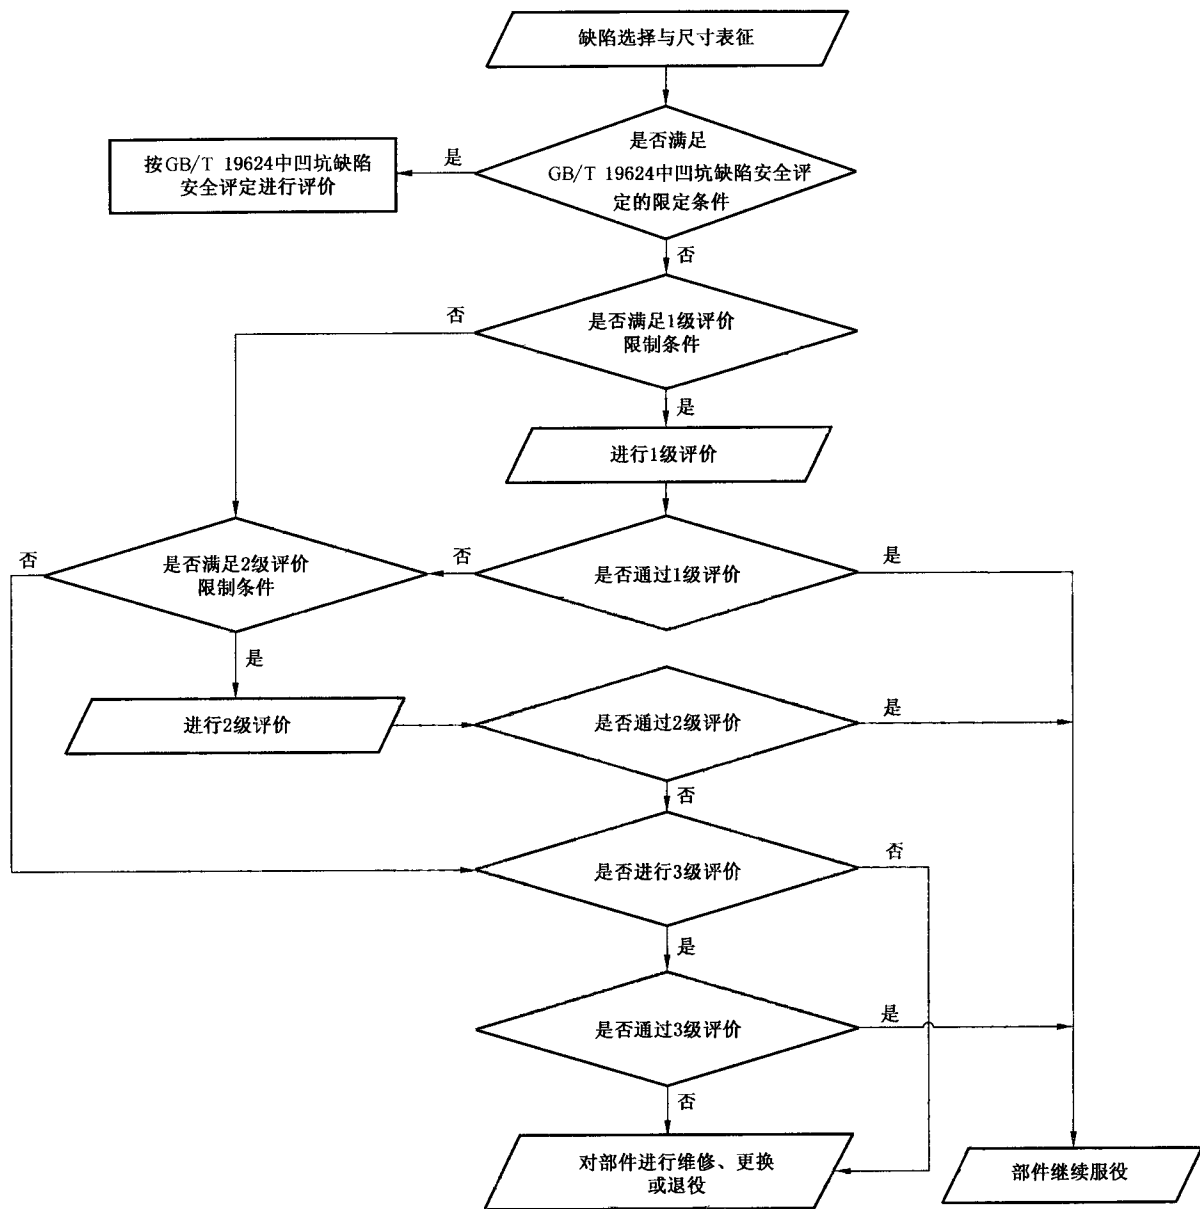 缺陷选择与尺寸表征
是否满足
GB/T 19624中凹坑缺陷安全评
定的限定条件
是
按GB/T 19624中凹坑缺陷
安全评定进行评价
否
是否满足1级评价
限制条件
否
是
进行1级评价
是否通过1级评价
否
是
是否满足2级评价
限制条件
否
是
进行2级评价
是否通过2级评价
是
否
是否进行3级评价
否
是
是否通过3级评价
是
否
对部件进行维修、更换
或退役
部件继续服役